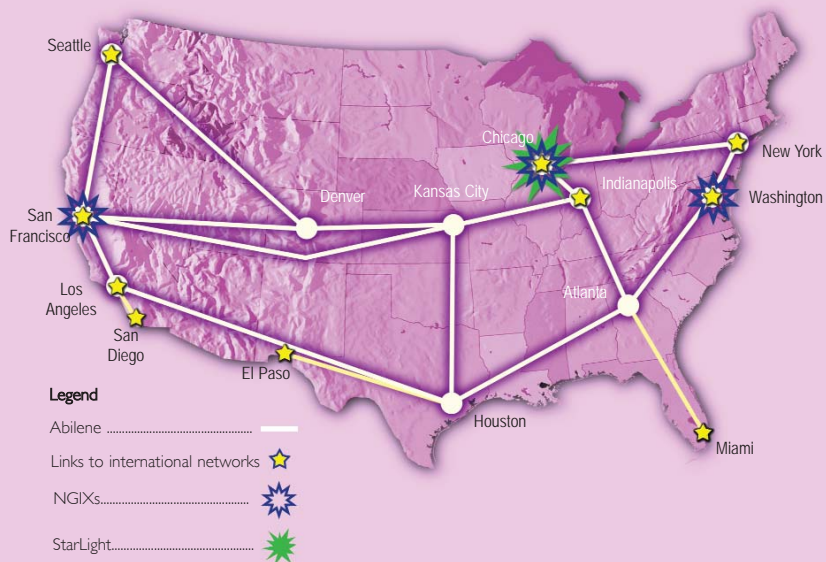 Seattle
Chicago
New York
Indianapolis
Denver
Kansas City
Washington
San
Francisco
Atlanta
Los
Angeles
San
Diego
El Paso
Houston
Miami
Legend
Abilene ................................................
Links to international networks
NGIXs.................................................
StarLight...............................................